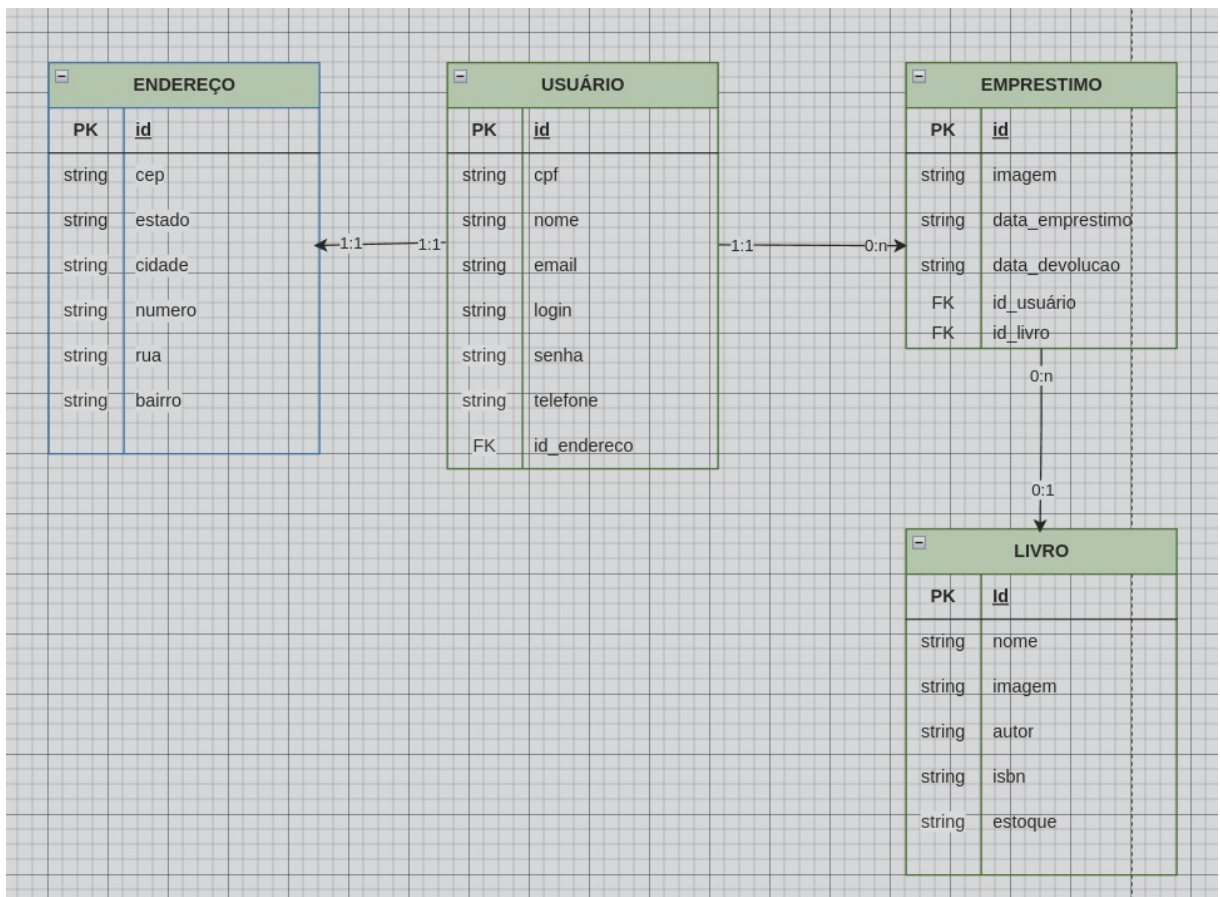 ENDEREÇO
PK id
string cep
string estado
string cidade
string numero
string rua
string bairro
1:1 1:1
USUÁRIO
PK id
string cpf
string nome
string email
string login
string senha
string telefone
FK id_endereco
1:1 0:n
EMPRESTIMO
PK id
string imagem
string data_emprestimo
string data_devolucao
FK id_usuário
FK id_livro
0:n
0:1
LIVRO
PK Id
string nome
string imagem
string autor
string isbn
string estoque